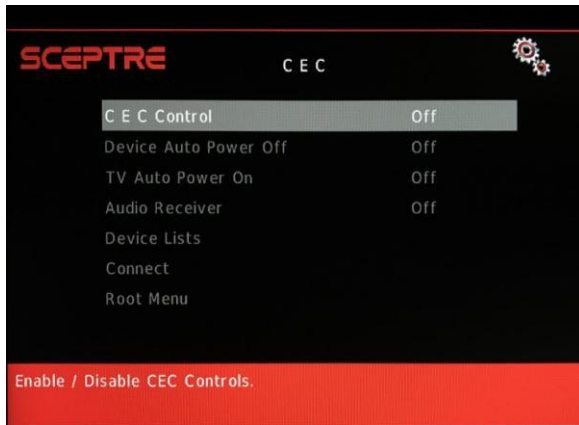 SCEPTRE
C E C
C E C Control Off
Device Auto Power Off Off
TV Auto Power On Off
Audio Receiver Off
Device Lists
Connect
Root Menu
Enable / Disable CEC Controls.